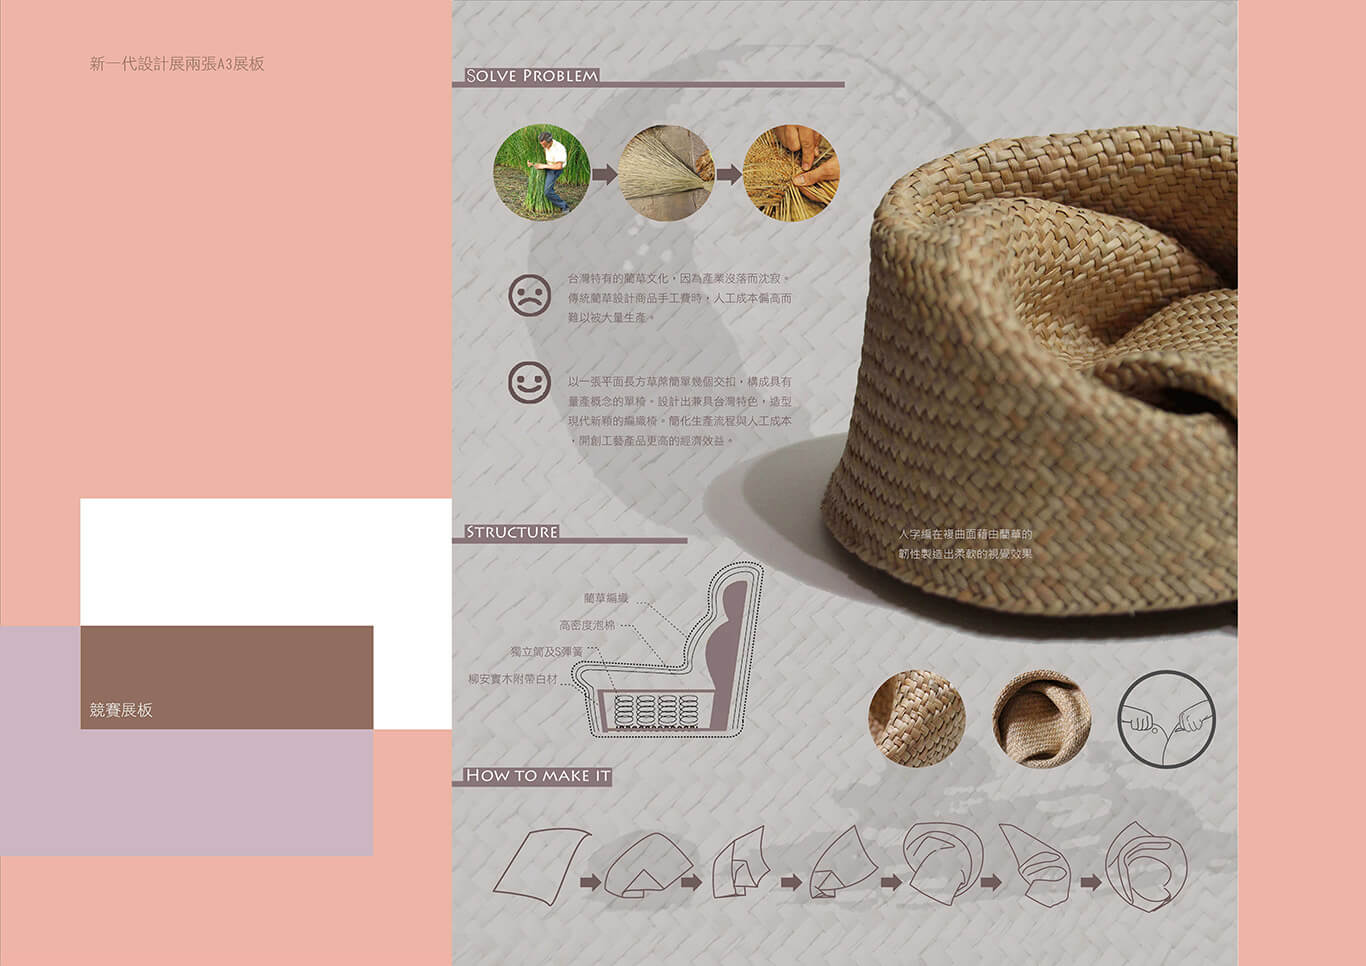 新一代設計展兩張A3展板
競賽展板
SOLVE PROBLEM
台灣特有的藺草文化，因為產業沒落而沈寂。
傳統藺草設計商品手工費時，人工成本偏高而
難以被大量生產。
以一張平面長方草蓆簡單幾個交扣，構成具有
量產概念的單椅。設計出兼具台灣特色，造型
現代新穎的編織椅。簡化生產流程與人工成本
，開創工藝產品更高的經濟效益。
人字編在複曲面藉由藺草的
韌性製造出柔軟的視覺效果
STRUCTURE
藺草編織
高密度泡棉
獨立筒及S彈簧
柳安實木附帶白材
HOW TO MAKE IT